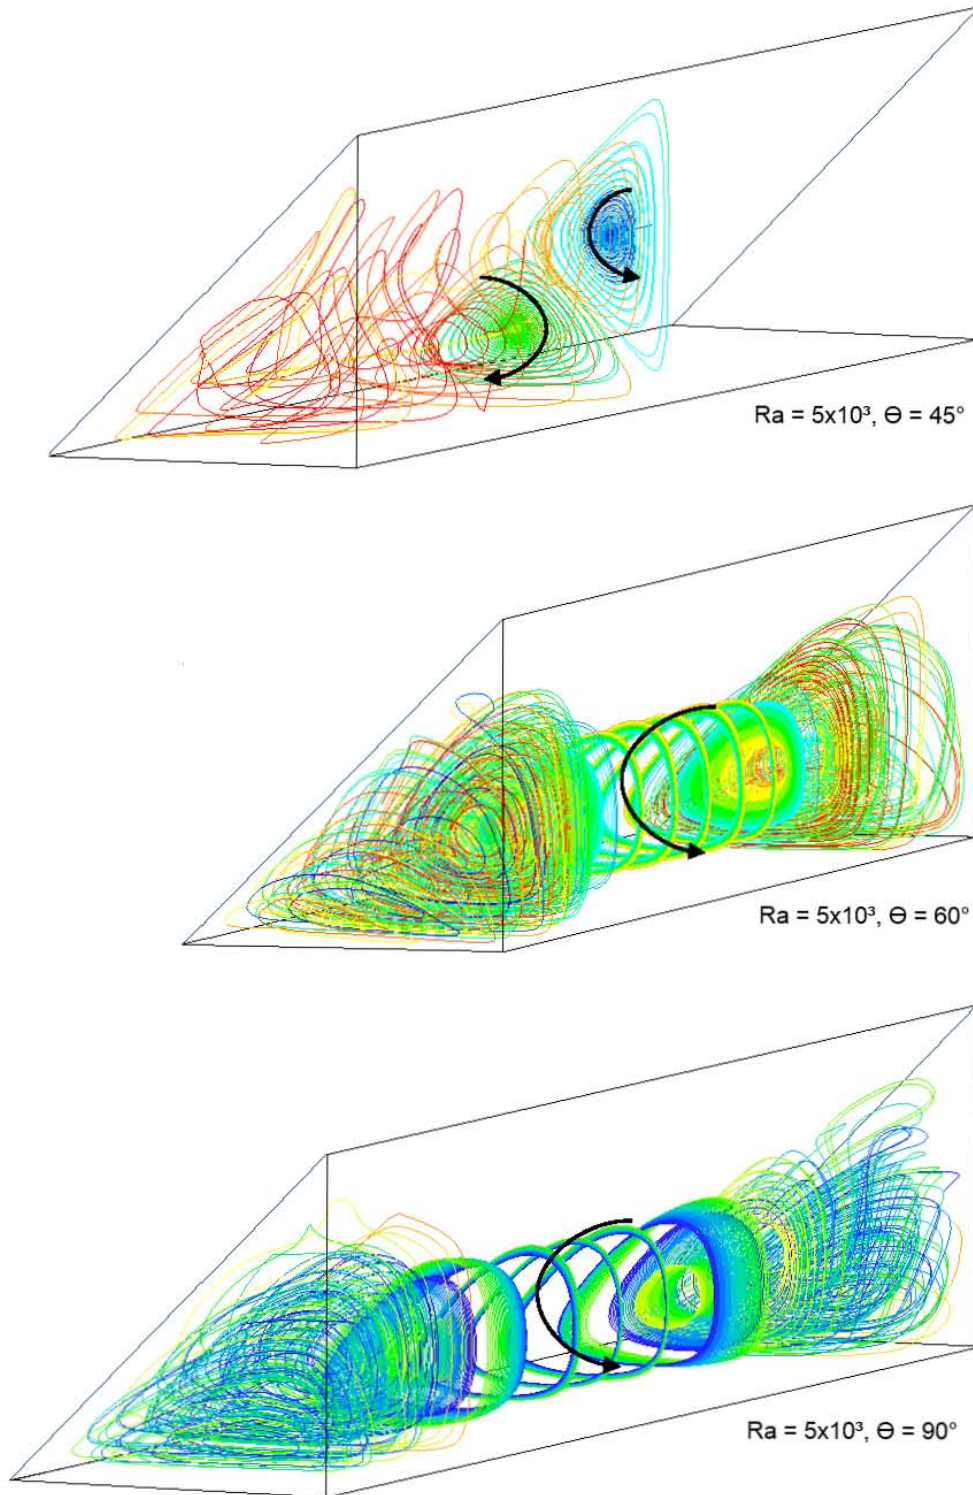 Ra = 5x10³, Θ = 45°
Ra = 5x10³, Θ = 60°
Ra = 5x10³, Θ = 90°